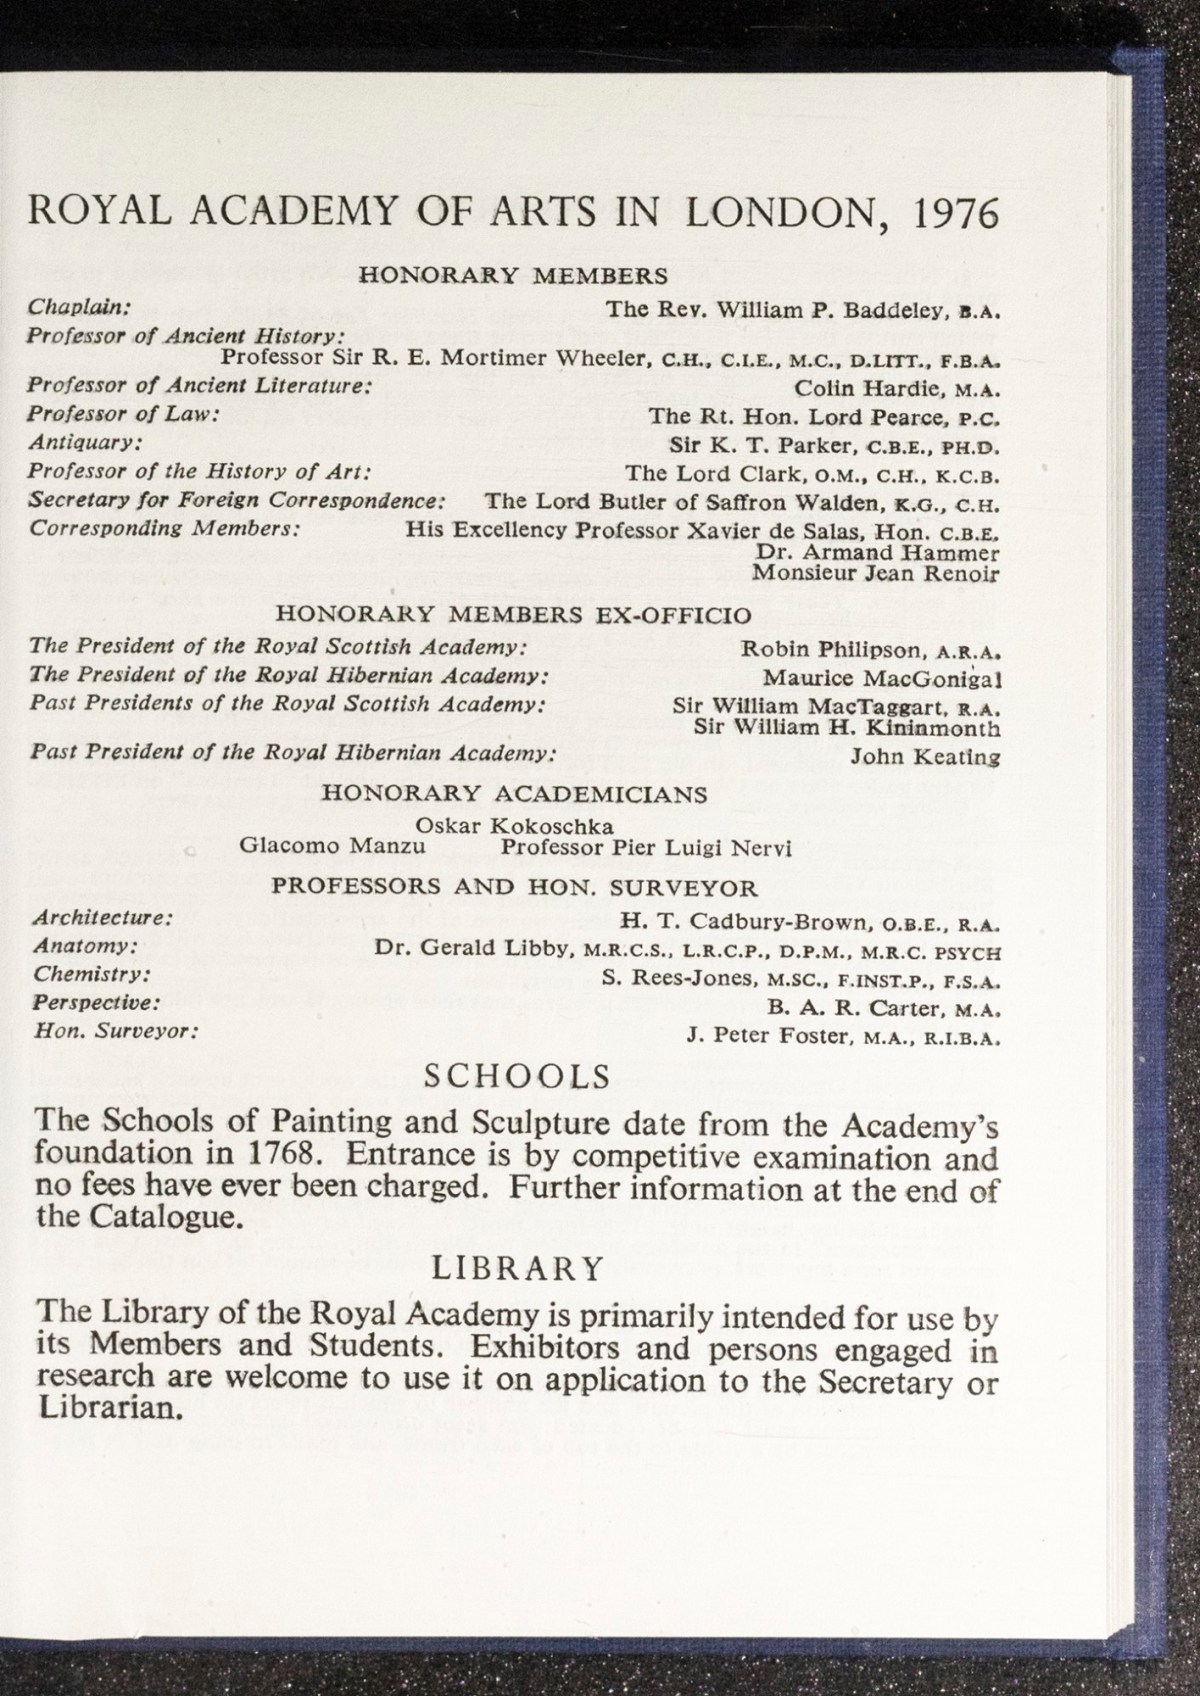 ROYAL ACADEMY OF ARTS IN LONDON, 1976
HONORARY MEMBERS
Chaplain: The Rev. William P. Baddeley, B.A.
Professor of Ancient History:
Professor Sir R. E. Mortimer Wheeler, C.H., C.I.E., M.C., D.LITT., F.B.A.
Professor of Ancient Literature: Colin Hardie, M.A.
Professor of Law: The Rt. Hon. Lord Pearce, P.C.
Antiquary: Sir K. T. Parker, C.B.E., PH.D.
Professor of the History of Art: The Lord Clark, O.M., C.H., K.C.B.
Secretary for Foreign Correspondence: The Lord Butler of Saffron Walden, K.G., C.H.
Corresponding Members: His Excellency Professor Xavier de Salas, Hon. C.B.E.
Dr. Armand Hammer
Monsieur Jean Renoir
HONORARY MEMBERS EX-OFFICIO
The President of the Royal Scottish Academy: Robin Philipson, A.R.A.
The President of the Royal Hibernian Academy: Maurice MacGonigal
Past Presidents of the Royal Scottish Academy: Sir William MacTaggart, R.A.
Sir William H. Kininmonth
Past President of the Royal Hibernian Academy: John Keating
HONORARY ACADEMICIANS
Oskar Kokoschka
Giacomo Manzu Professor Pier Luigi Nervi
PROFESSORS AND HON. SURVEYOR
Architecture: H. T. Cadbury-Brown, O.B.E., R.A.
Anatomy: Dr. Gerald Libby, M.R.C.S., L.R.C.P., D.P.M., M.R.C. PSYCH
Chemistry: S. Rees-Jones, M.SC., F.INST.P., F.S.A.
Perspective: B. A. R. Carter, M.A.
Hon. Surveyor: J. Peter Foster, M.A., R.I.B.A.
SCHOOLS
The Schools of Painting and Sculpture date from the Academy's
foundation in 1768. Entrance is by competitive examination and
no fees have ever been charged. Further information at the end of
the Catalogue.
LIBRARY
The Library of the Royal Academy is primarily intended for use by
its Members and Students. Exhibitors and persons engaged in
research are welcome to use it on application to the Secretary or
Librarian.